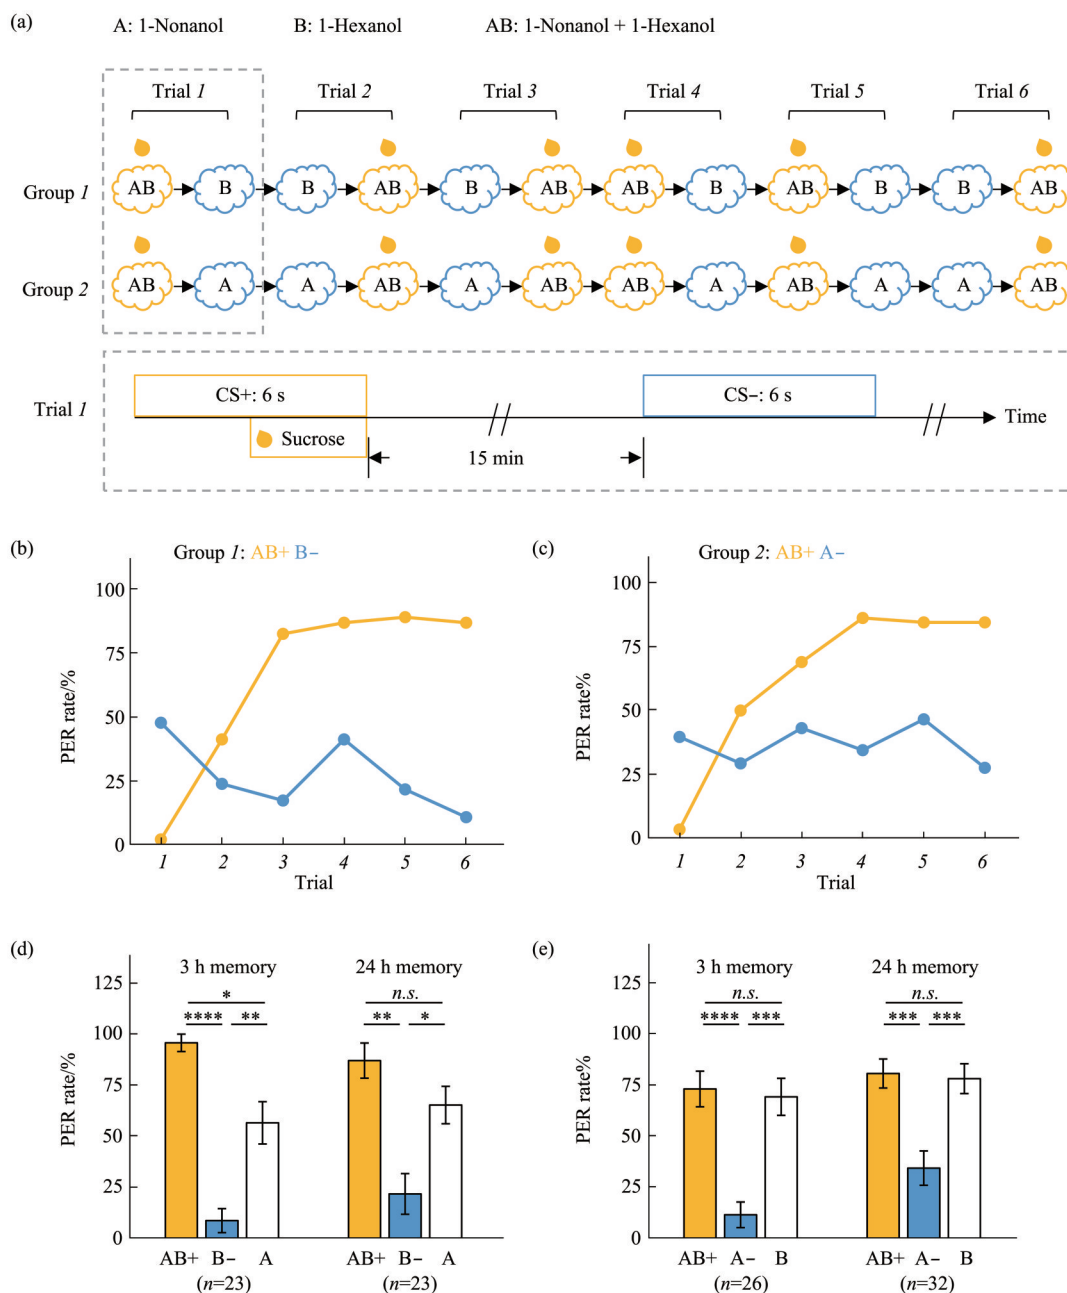 (a)
A: 1-Nonanol B: 1-Hexanol AB: 1-Nonanol + 1-Hexanol
Trial 1 Trial 2 Trial 3 Trial 4 Trial 5 Trial 6
Group 1 AB B B AB B AB AB B AB B B AB
Group 2 AB A A AB A AB AB A AB A A AB
CS+: 6 s CS−: 6 s
Trial 1 Time
Sucrose
15 min
(b)
Group 1: AB+ B−
PER rate/%
100
75
50
25
0
1 2 3 4 5 6
Trial
(c)
Group 2: AB+ A−
PER rate%
100
75
50
25
0
1 2 3 4 5 6
Trial
(d)
3 h memory 24 h memory
PER rate/%
125
100
75
50
25
0
* n.s.
**** ** ** *
AB+ B− A AB+ B− A
(n=23) (n=23)
(e)
3 h memory 24 h memory
PER rate%
125
100
75
50
25
0
n.s. n.s.
**** *** *** ***
AB+ A− B AB+ A− B
(n=26) (n=32)